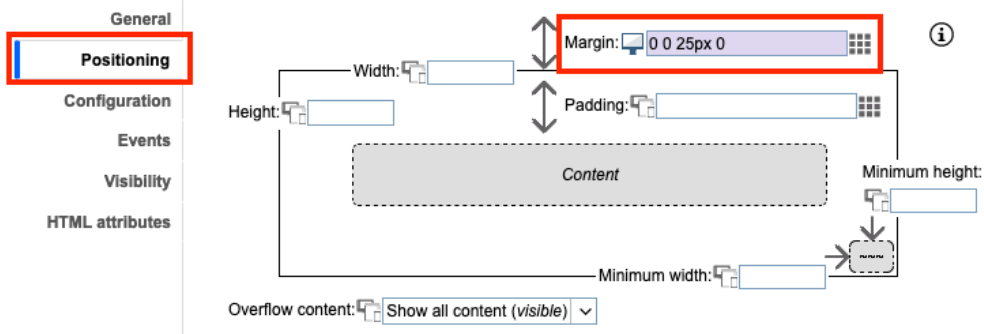 General
Positioning
Configuration
Events
Visibility
HTML attributes
Margin: 0 0 25px 0
Width:
Height:
Padding:
Content
Minimum height:
~~~~
Minimum width:
Overflow content: Show all content (visible)